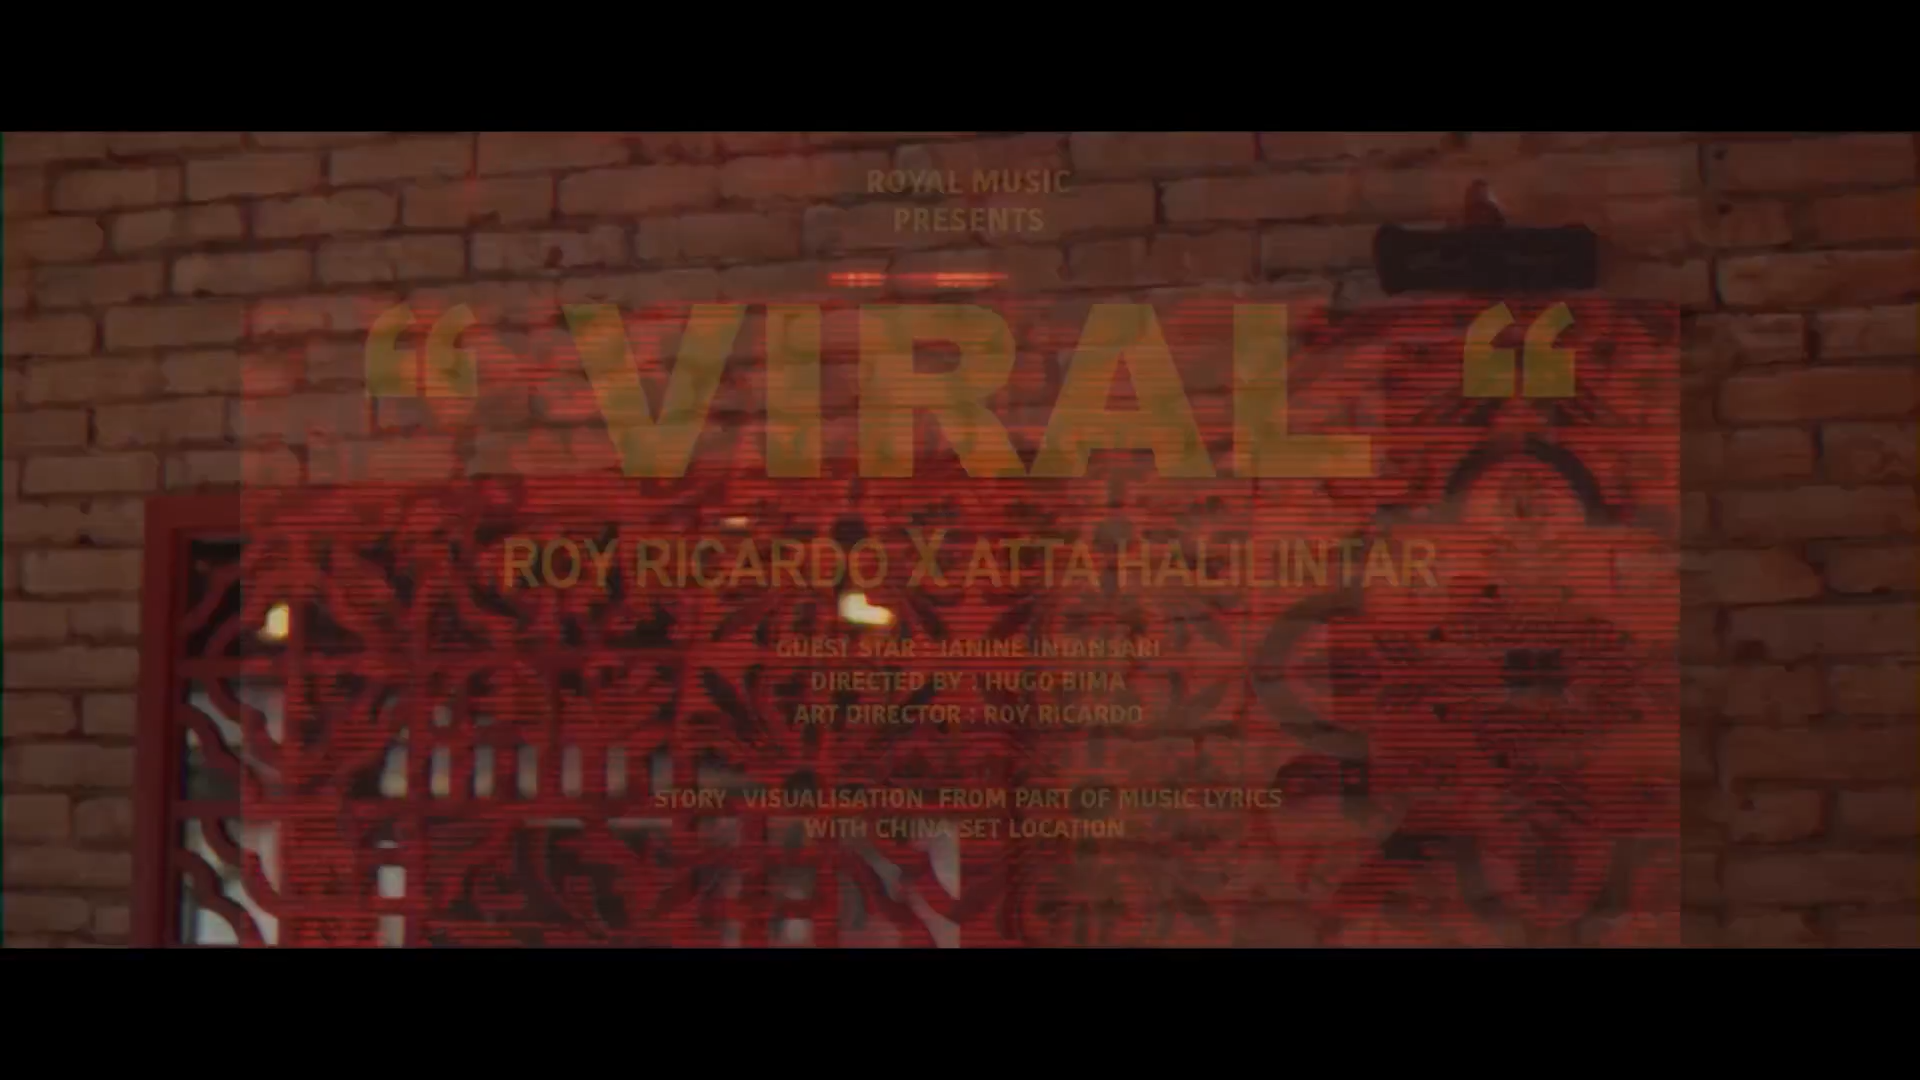 ROYAL MUSIC
PRESENTS
“ VIRAL “
ROY RICARDO X ATTA HALILINTAR
GUEST STAR : JANINE INTANSARI
DIRECTED BY : HUGO BIMA
ART DIRECTOR : ROY RICARDO
STORY VISUALISATION FROM PART OF MUSIC LYRICS
WITH CHINA SET LOCATION